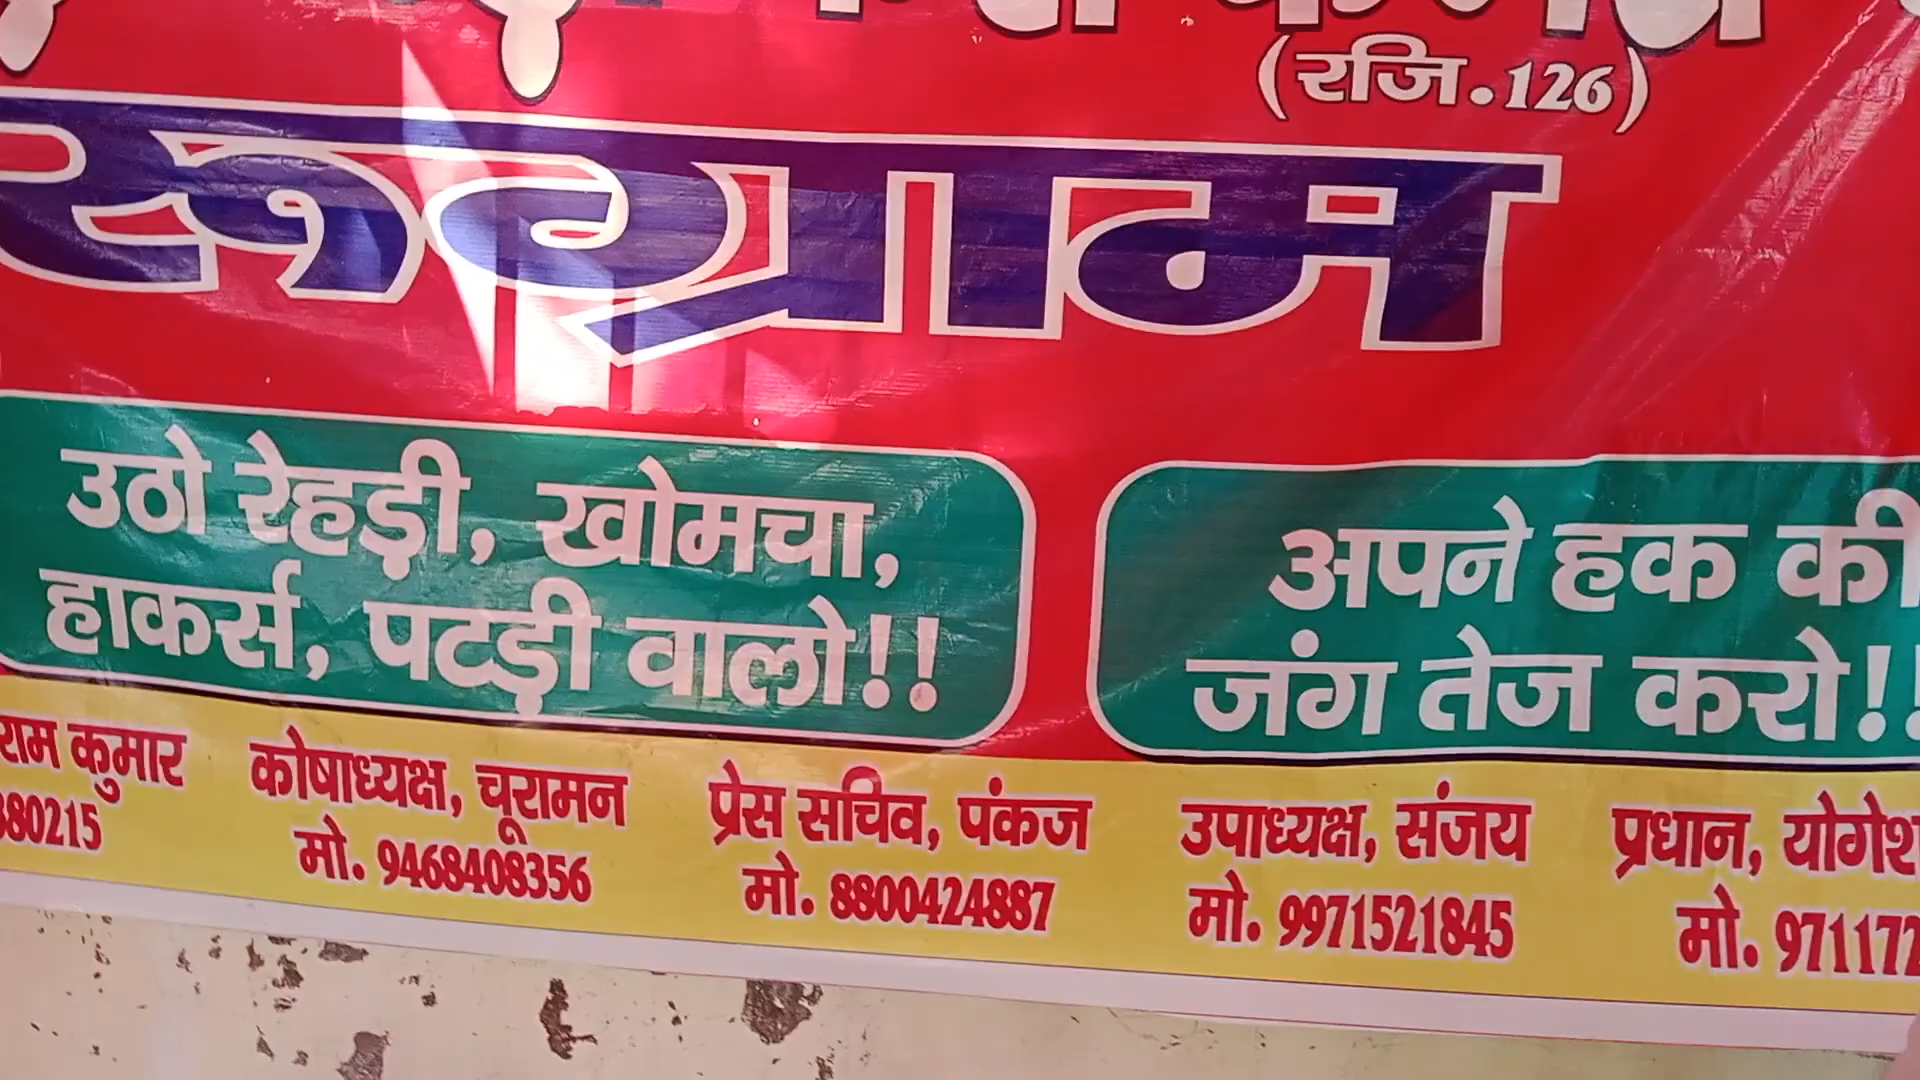 (रजि.126)
उठो रेहड़ी, खोमचा,
हाकर्स, पटड़ी वालो!!
अपने हक की
जंग तेज करो!!
राम कुमार
380215
कोषाध्यक्ष, चूरामन
मो. 9468408356
प्रेस सचिव, पंकज
मो. 8800424887
उपाध्यक्ष, संजय
मो. 9971521845
प्रधान, योगेश
मो. 971172